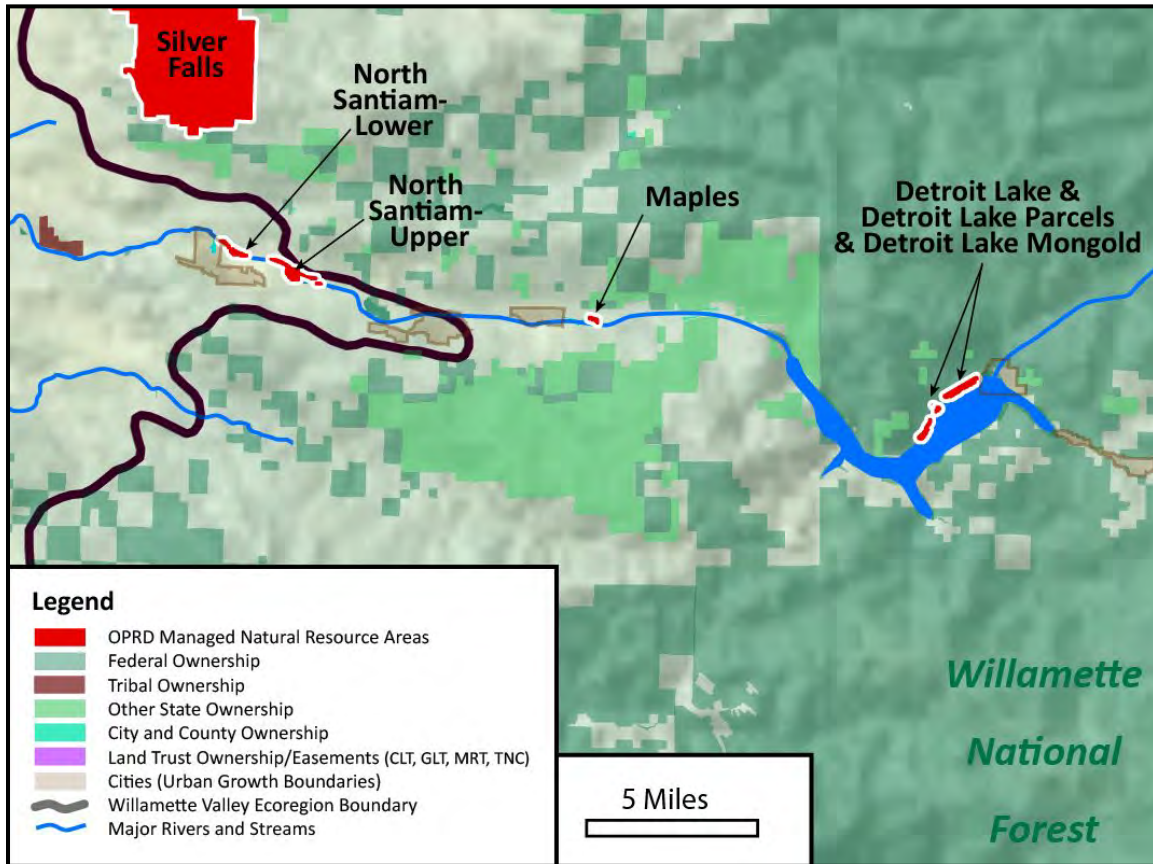 Silver
Falls
North
Santiam-
Lower
North
Santiam-
Upper
Maples
Detroit Lake &
Detroit Lake Parcels
& Detroit Lake Mongold
Legend
OPRD Managed Natural Resource Areas
Federal Ownership
Tribal Ownership
Other State Ownership
City and County Ownership
Land Trust Ownership/Easements (CLT, GLT, MRT, TNC)
Cities (Urban Growth Boundaries)
Willamette Valley Ecoregion Boundary
Major Rivers and Streams
5 Miles
Willamette
National
Forest